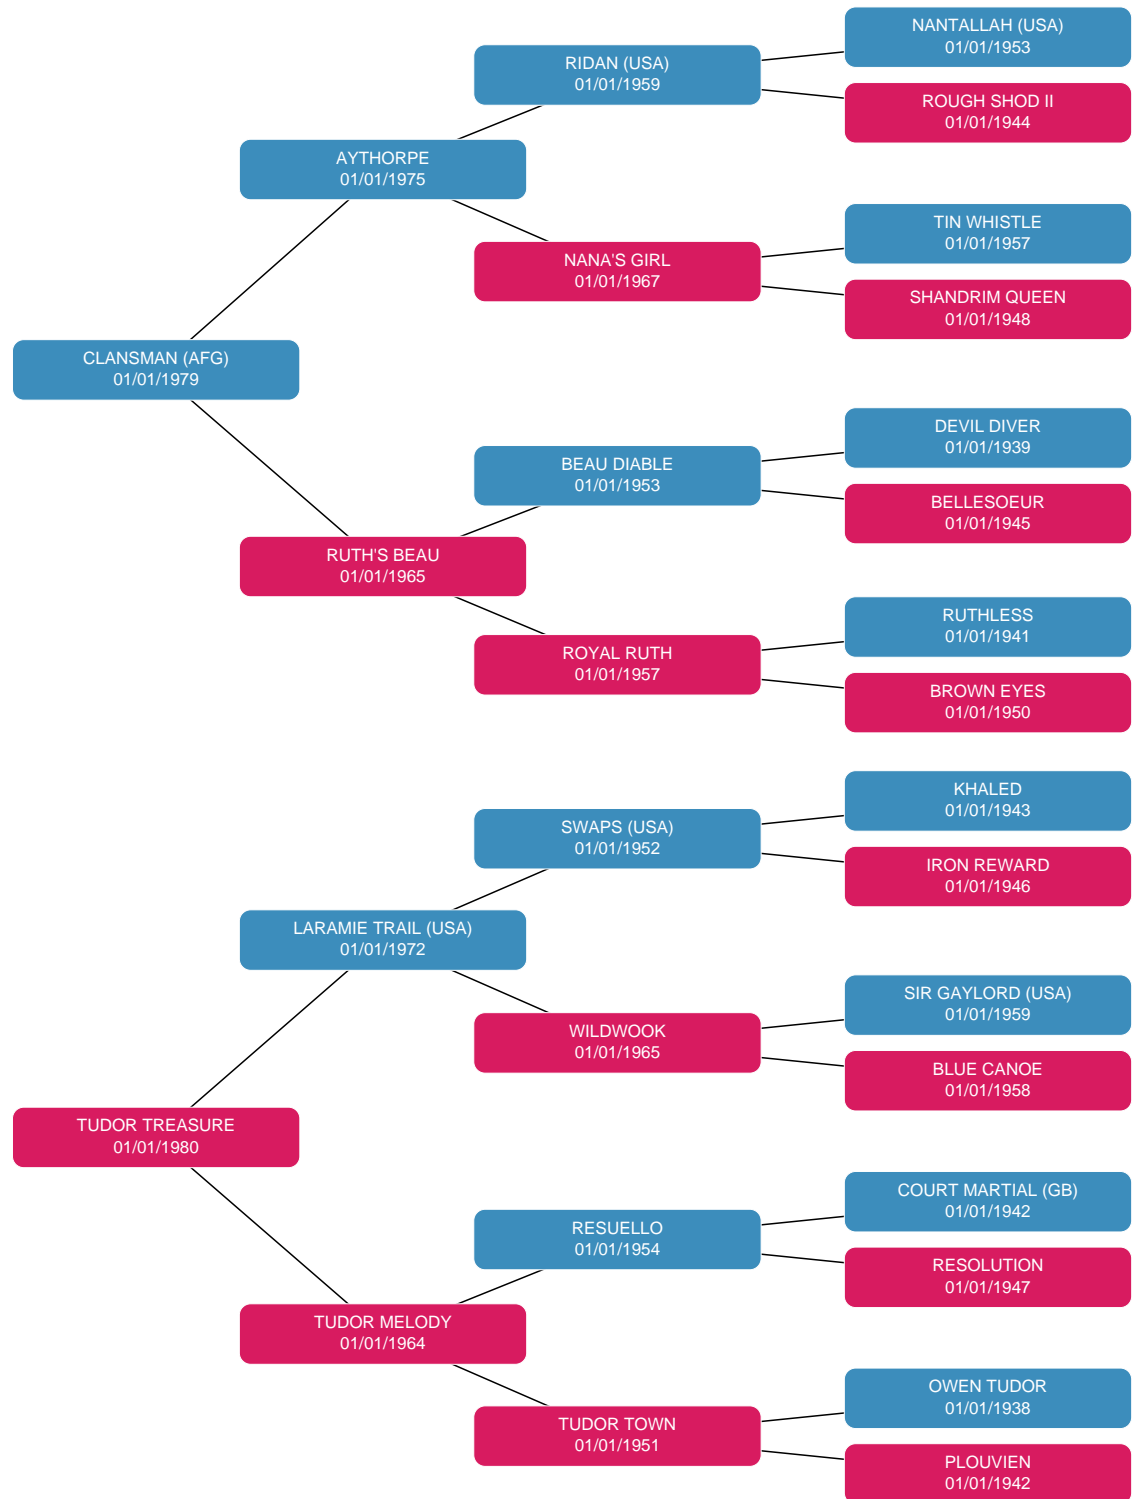 NANTALLAH (USA)
01/01/1953
RIDAN (USA)
01/01/1959
ROUGH SHOD II
01/01/1944
AYTHORPE
01/01/1975
TIN WHISTLE
01/01/1957
NANA'S GIRL
01/01/1967
SHANDRIM QUEEN
01/01/1948
CLANSMAN (AFG)
01/01/1979
DEVIL DIVER
01/01/1939
BEAU DIABLE
01/01/1953
BELLESOEUR
01/01/1945
RUTH'S BEAU
01/01/1965
RUTHLESS
01/01/1941
ROYAL RUTH
01/01/1957
BROWN EYES
01/01/1950
KHALED
01/01/1943
SWAPS (USA)
01/01/1952
IRON REWARD
01/01/1946
LARAMIE TRAIL (USA)
01/01/1972
SIR GAYLORD (USA)
01/01/1959
WILDWOOK
01/01/1965
BLUE CANOE
01/01/1958
TUDOR TREASURE
01/01/1980
COURT MARTIAL (GB)
01/01/1942
RESUELLO
01/01/1954
RESOLUTION
01/01/1947
TUDOR MELODY
01/01/1964
OWEN TUDOR
01/01/1938
TUDOR TOWN
01/01/1951
PLOUVIEN
01/01/1942